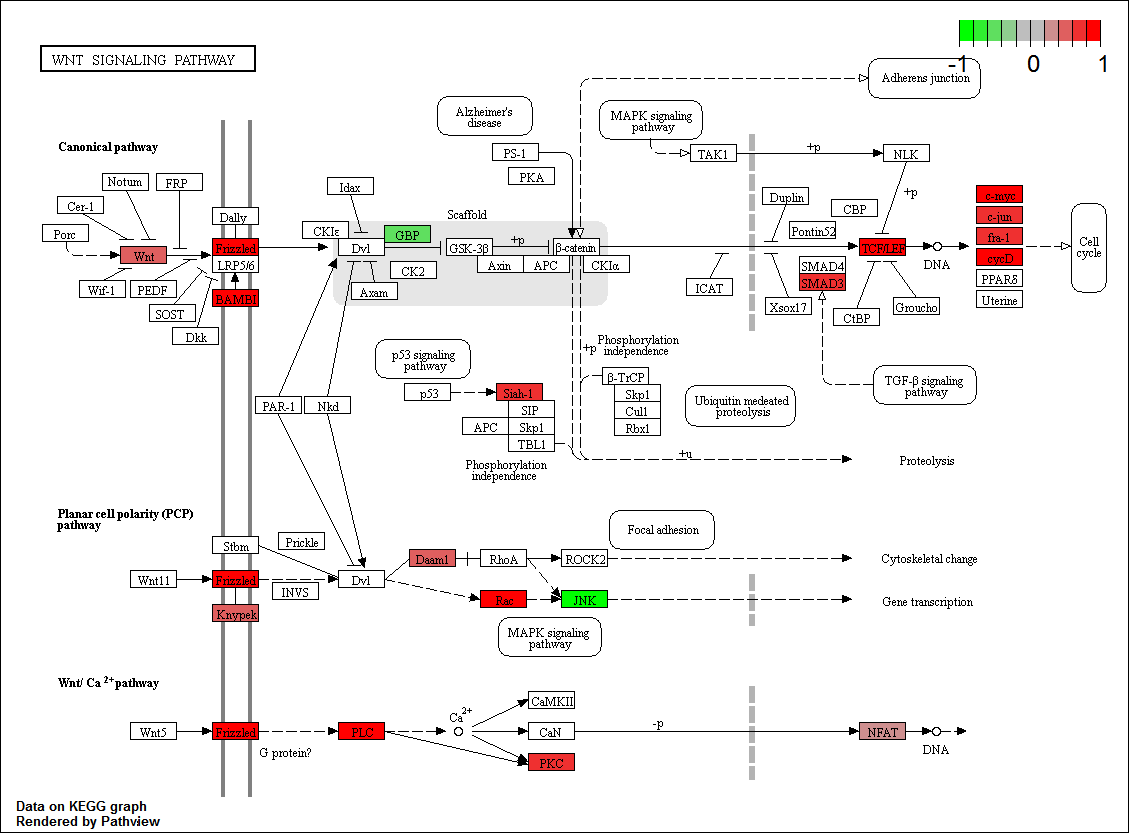 WNT SIGNALING PATHWAY
-1 0 1
Adherens junction
Alzheimer's
disease
MAPK signaling
pathway
Canonical pathway
PS-1
PKA
TAK1
+p
NLK
+p
Notum
FRP
Cer-1
Porc
Wnt
Wif-1
PEDF
SOST
Dkk
Dally
Frizzled
LRP5/6
BAMBI
Idax
Scaffold
CKIε
Dvl
GBP
CK2
Axam
GSK-3β
+p
β-catenin
Axin
APC
CKIα
ICAT
Duplin
CBP
Pontin52
TCF/LEF
SMAD4
SMAD3
Xsox17
CtBP
Groucho
DNA
c-myc
c-jun
fra-1
cycD
PPARδ
Uterine
Cell
cycle
p53 signaling
pathway
p53
Siah-1
SIP
APC
Skp1
TBL1
Phosphorylation
independence
+p
Phosphorylation
independence
β-TrCP
Skp1
Cul1
Rbx1
Ubiquitin medeated
proteolysis
TGF-β signaling
pathway
+u
Proteolysis
PAR-1
Nkd
Planar cell polarity (PCP)
pathway
Stbm
Prickle
Wnt11
Frizzled
INVS
Knypek
Dvl
Daam1
RhoA
ROCK2
Focal adhesion
Cytoskeletal change
Rac
JNK
Gene transcription
MAPK signaling
pathway
Wnt/ Ca 2+ pathway
Wnt5
Frizzled
G protein?
PLC
Ca2+
CaMKII
CaN
PKC
-p
NFAT
DNA
Data on KEGG graph
Rendered by Pathview